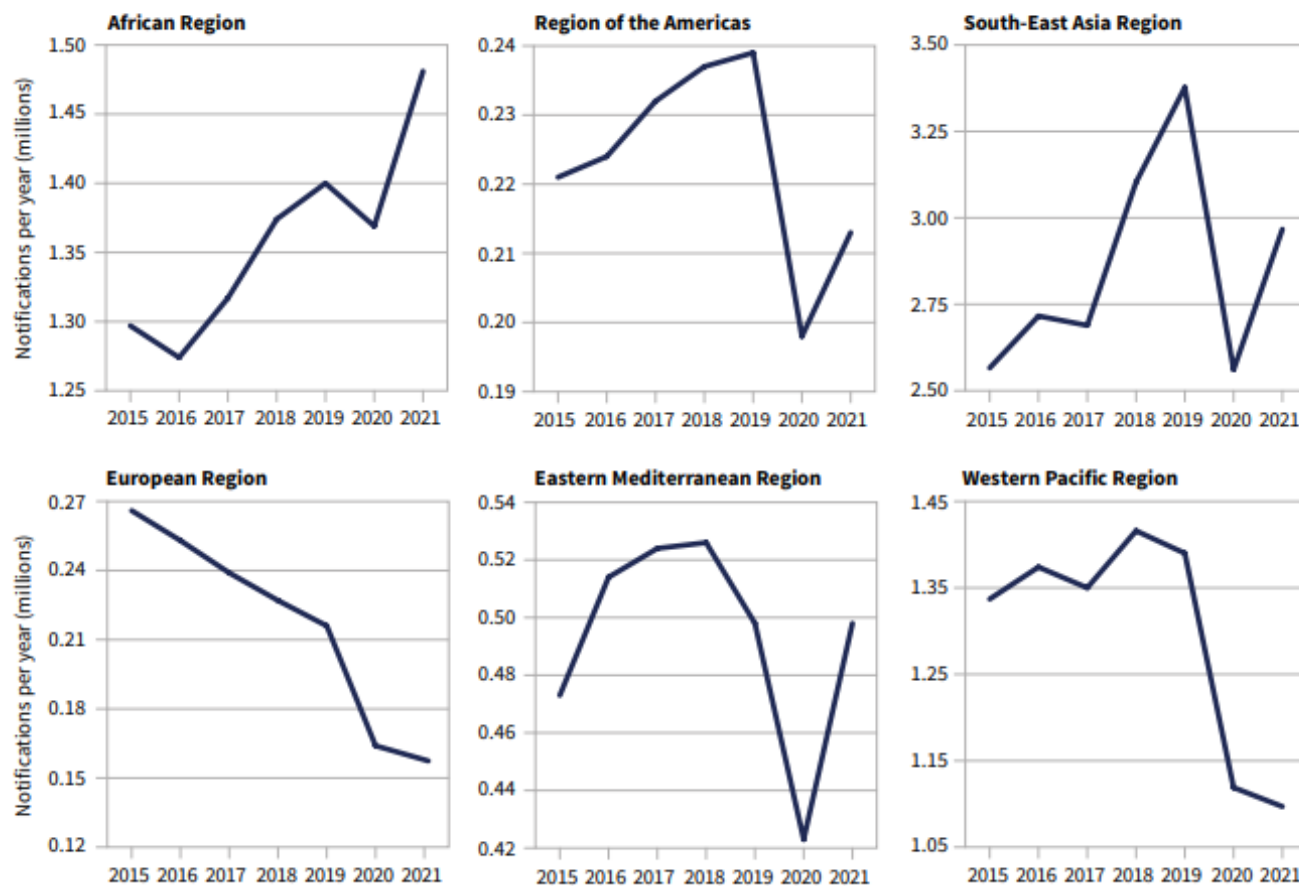 African Region
Region of the Americas
South-East Asia Region
Notifications per year (millions)
1.50
1.45
1.40
1.35
1.30
1.25
2015 2016 2017 2018 2019 2020 2021
0.24
0.23
0.22
0.21
0.20
0.19
2015 2016 2017 2018 2019 2020 2021
3.50
3.25
3.00
2.75
2.50
2015 2016 2017 2018 2019 2020 2021
European Region
Eastern Mediterranean Region
Western Pacific Region
Notifications per year (millions)
0.27
0.24
0.21
0.18
0.15
0.12
2015 2016 2017 2018 2019 2020 2021
0.54
0.52
0.50
0.48
0.46
0.44
0.42
2015 2016 2017 2018 2019 2020 2021
1.45
1.35
1.25
1.15
1.05
2015 2016 2017 2018 2019 2020 2021